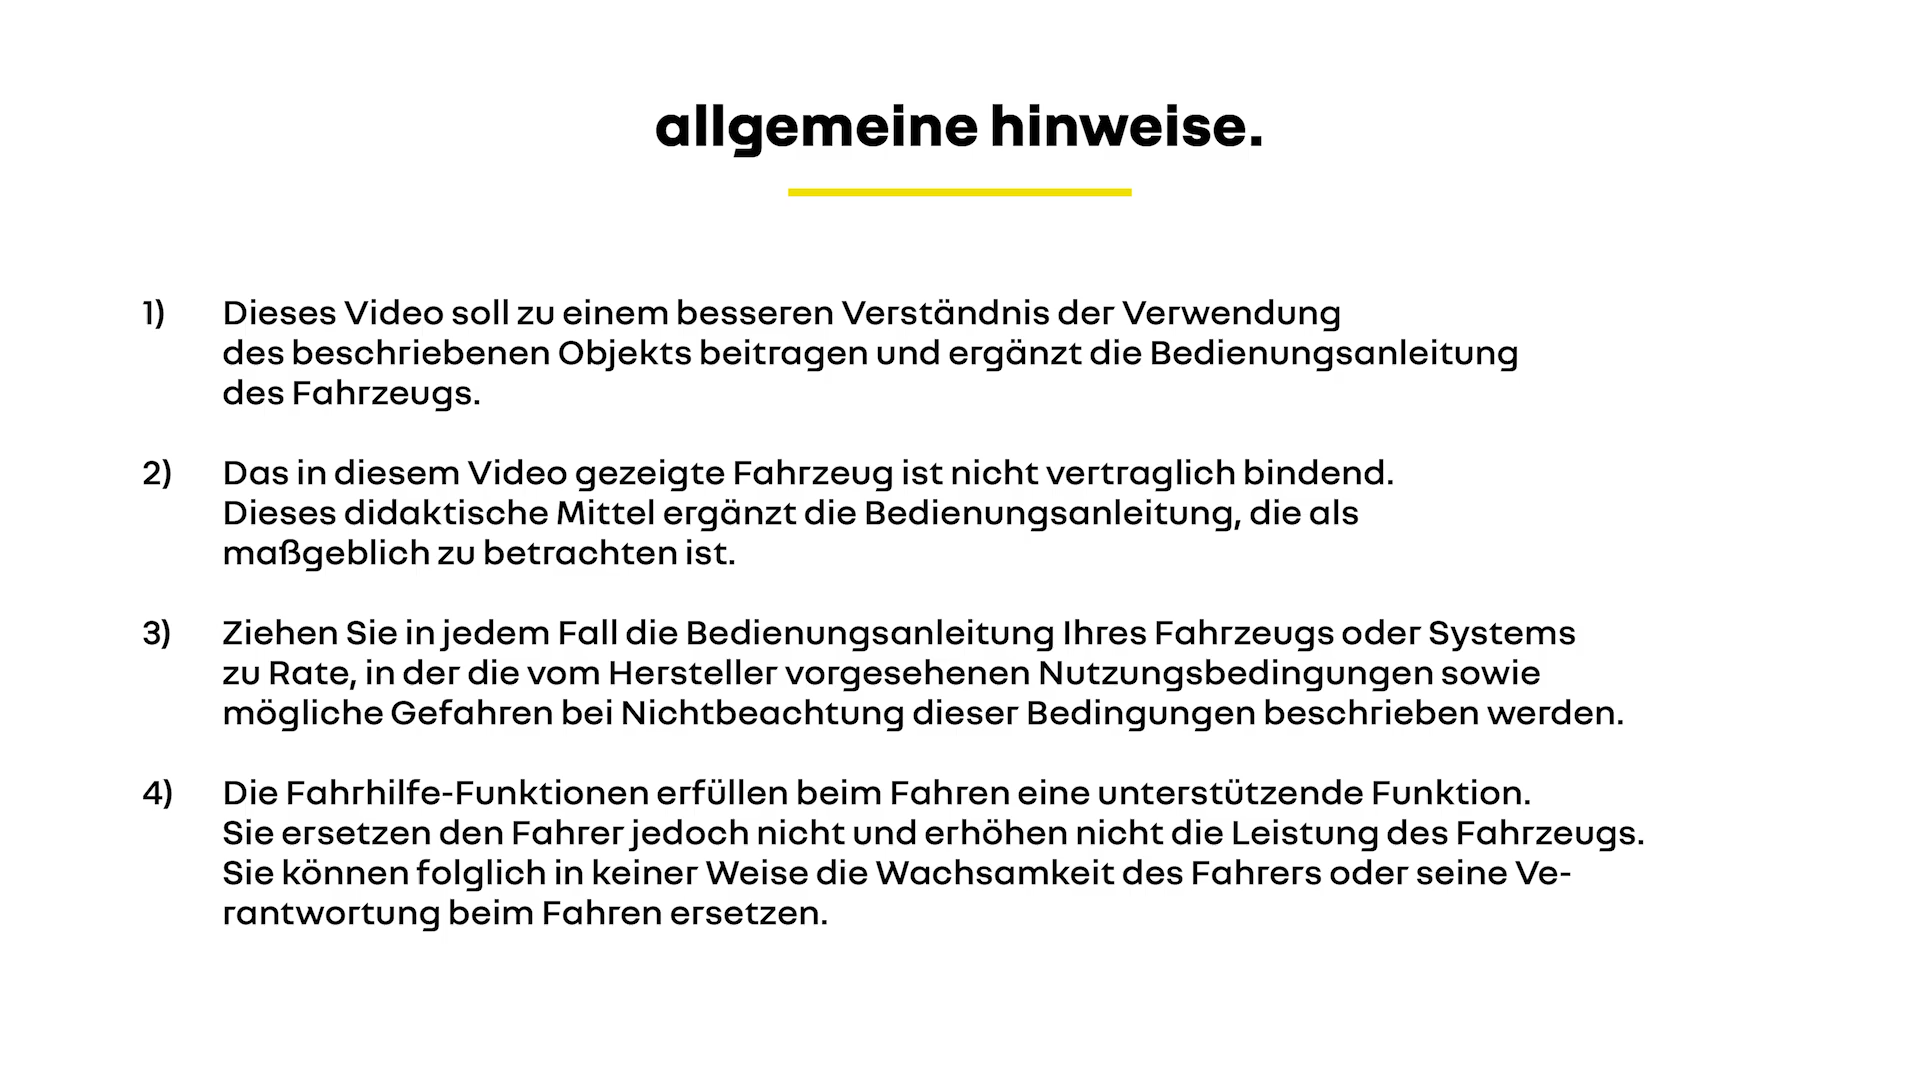 allgemeine hinweise.
1) Dieses Video soll zu einem besseren Verständnis der Verwendung
des beschriebenen Objekts beitragen und ergänzt die Bedienungsanleitung
des Fahrzeugs.
2) Das in diesem Video gezeigte Fahrzeug ist nicht vertraglich bindend.
Dieses didaktische Mittel ergänzt die Bedienungsanleitung, die als
maßgeblich zu betrachten ist.
3) Ziehen Sie in jedem Fall die Bedienungsanleitung Ihres Fahrzeugs oder Systems
zu Rate, in der die vom Hersteller vorgesehenen Nutzungsbedingungen sowie
mögliche Gefahren bei Nichtbeachtung dieser Bedingungen beschrieben werden.
4) Die Fahrhilfe-Funktionen erfüllen beim Fahren eine unterstützende Funktion.
Sie ersetzen den Fahrer jedoch nicht und erhöhen nicht die Leistung des Fahrzeugs.
Sie können folglich in keiner Weise die Wachsamkeit des Fahrers oder seine Ve-
rantwortung beim Fahren ersetzen.